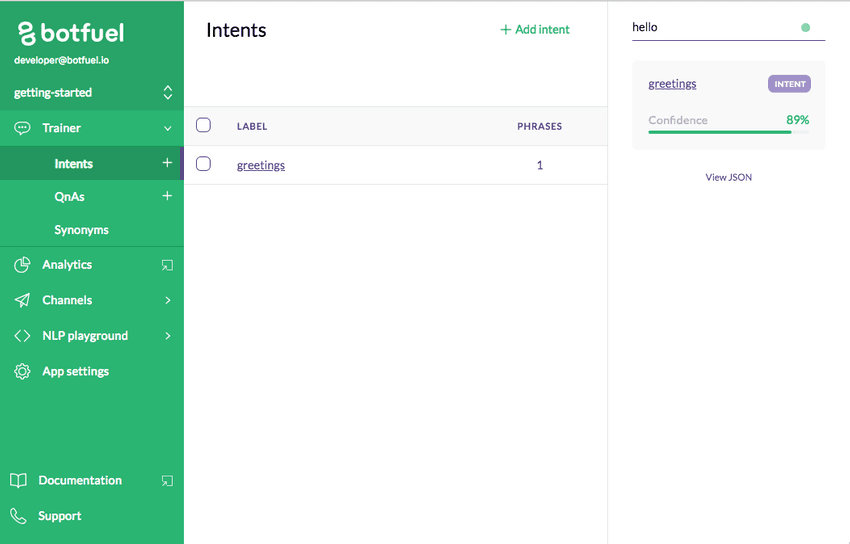 botfuel
developer@botfuel.io
getting-started
Trainer
Intents
QnAs
Synonyms
Analytics
Channels
NLP playground
App settings
Documentation
Support
Intents
Add intent
LABEL PHRASES
greetings 1
hello
greetings INTENT
Confidence 89%
View JSON